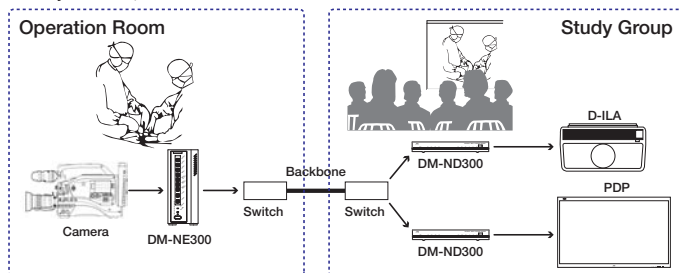 Operation Room
Study Group
D-ILA
Backbone
DM-ND300
PDP
Switch
Switch
Camera
DM-NE300
DM-ND300